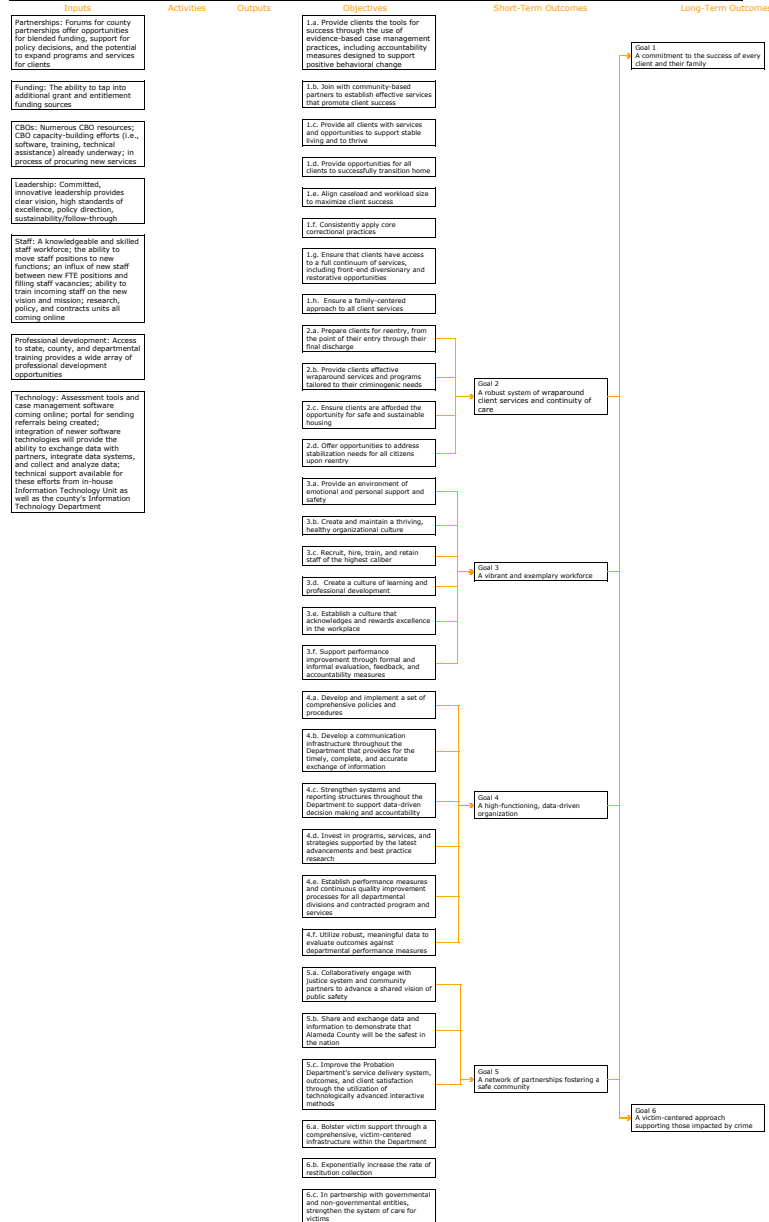 Inputs
Activities
Outputs
Objectives
Short-Term Outcomes
Long-Term Outcomes
Partnerships: Forums for county
partnerships offer opportunities
for blended funding, support for
policy decisions, and the potential
to expand programs and services
for clients
Funding: The ability to tap into
additional grant and entitlement
funding sources
CBOs: Numerous CBO resources;
CBO capacity-building efforts (i.e.,
software, training, technical
assistance) already underway; in
process of procuring new services
Leadership: Committed,
innovative leadership provides
clear vision, high standards of
excellence, policy direction,
sustainability/follow-through
Staff: A knowledgeable and skilled
staff workforce; the ability to
move staff positions to new
functions; an influx of new staff
between new FTE positions and
filling staff vacancies; ability to
train incoming staff on the new
vision and mission; research,
policy, and contracts units all
coming online
Professional development: Access
to state, county, and departmental
training provides a wide array of
professional development
opportunities
Technology: Assessment tools and
case management software
coming online; portal for sending
referrals being created;
integration of newer software
technologies will provide the
ability to exchange data with
partners, integrate data systems,
and collect and analyze data;
technical support available for
these efforts from in-house
Information Technology Unit as
well as the county's Information
Technology Department
1.a. Provide clients the tools for
success through the use of
evidence-based case management
practices, including accountability
measures designed to support
positive behavioral change
1.b. Join with community-based
partners to establish effective services
that promote client success
1.c. Provide all clients with services
and opportunities to support stable
living and to thrive
1.d. Provide opportunities for all
clients to successfully transition home
1.e. Align caseload and workload size
to maximize client success
1.f. Consistently apply core
correctional practices
1.g. Ensure that clients have access
to a full continuum of services,
including front-end diversionary and
restorative opportunities
1.h. Ensure a family-centered
approach to all client services
2.a. Prepare clients for reentry, from
the point of their entry through their
final discharge
2.b. Provide clients effective
wraparound services and programs
tailored to their criminogenic needs
2.c. Ensure clients are afforded the
opportunity for safe and sustainable
housing
2.d. Offer opportunities to address
stabilization needs for all citizens
upon reentry
3.a. Provide an environment of
emotional and personal support and
safety
3.b. Create and maintain a thriving,
healthy organizational culture
3.c. Recruit, hire, train, and retain
staff of the highest caliber
3.d. Create a culture of learning and
professional development
3.e. Establish a culture that
acknowledges and rewards excellence
in the workplace
3.f. Support performance
improvement through formal and
informal evaluation, feedback, and
accountability measures
4.a. Develop and implement a set of
comprehensive policies and
procedures
4.b. Develop a communication
infrastructure throughout the
Department that provides for the
timely, complete, and accurate
exchange of information
4.c. Strengthen systems and
reporting structures throughout the
Department to support data-driven
decision making and accountability
4.d. Invest in programs, services, and
strategies supported by the latest
advancements and best practice
research
4.e. Establish performance measures
and continuous quality improvement
processes for all departmental
divisions and contracted program and
services
4.f. Utilize robust, meaningful data to
evaluate outcomes against
departmental performance measures
5.a. Collaboratively engage with
justice system and community
partners to advance a shared vision of
public safety
5.b. Share and exchange data and
information to demonstrate that
Alameda County will be the safest in
the nation
5.c. Improve the Probation
Department's service delivery system,
outcomes, and client satisfaction
through the utilization of
technologically advanced interactive
methods
6.a. Bolster victim support through a
comprehensive, victim-centered
infrastructure within the Department
6.b. Exponentially increase the rate of
restitution collection
6.c. In partnership with governmental
and non-governmental entities,
strengthen the system of care for
victims
Goal 2
A robust system of wraparound
client services and continuity of
care
Goal 3
A vibrant and exemplary workforce
Goal 4
A high-functioning, data-driven
organization
Goal 5
A network of partnerships fostering a
safe community
Goal 1
A commitment to the success of every
client and their family
Goal 6
A victim-centered approach
supporting those impacted by crime